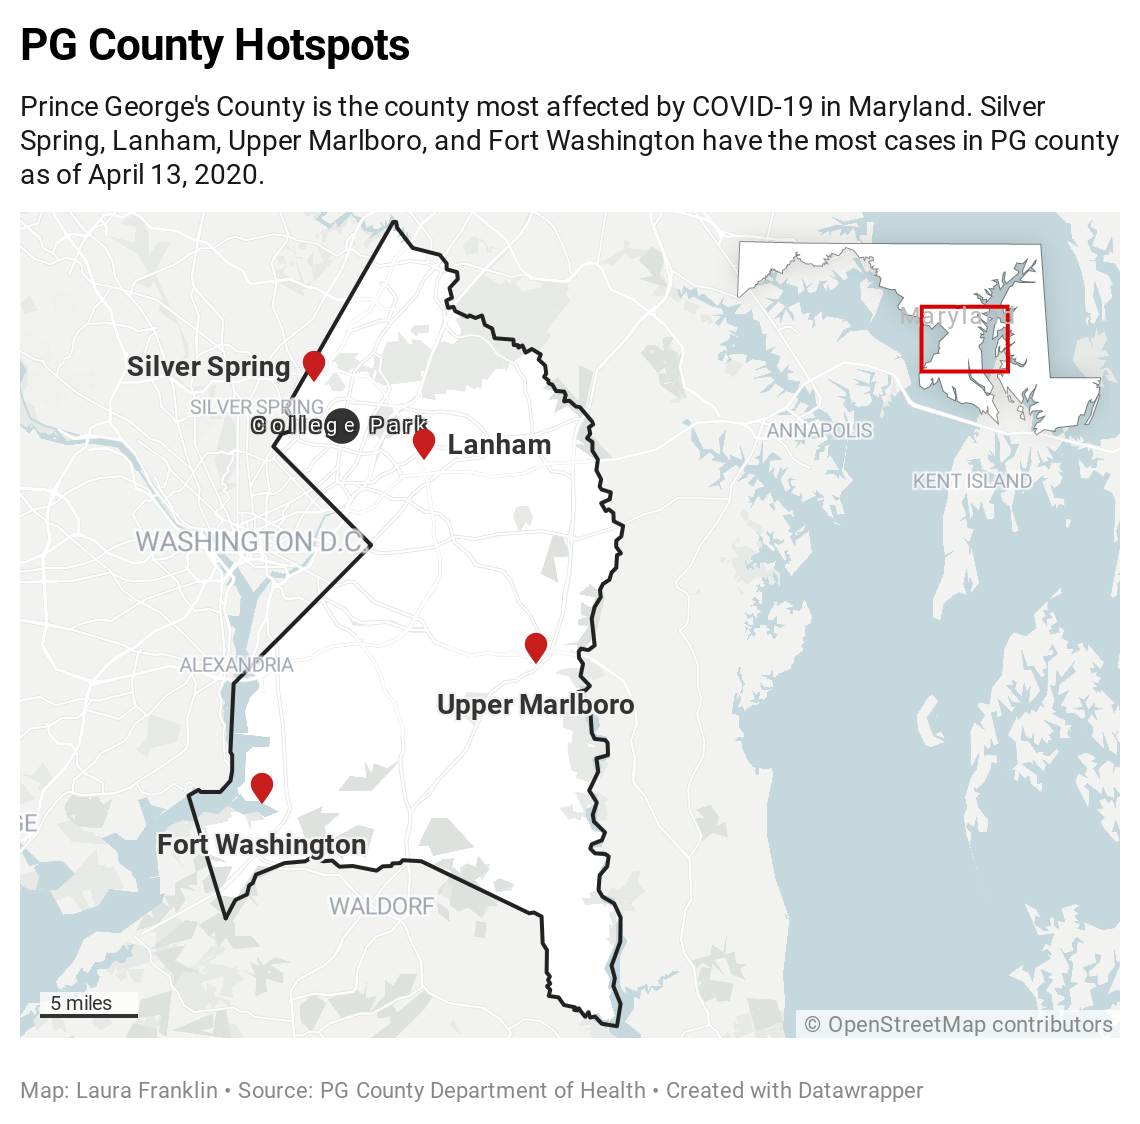 PG County Hotspots
Prince George's County is the county most affected by COVID-19 in Maryland. Silver
Spring, Lanham, Upper Marlboro, and Fort Washington have the most cases in PG county
as of April 13, 2020.
Maryland
Silver Spring
SILVER SPRING
College Park
Lanham
ANNAPOLIS
KENT ISLAND
WASHINGTON D.C.
ALEXANDRIA
Upper Marlboro
GE
Fort Washington
WALDORF
5 miles
© OpenStreetMap contributors
Map: Laura Franklin • Source: PG County Department of Health • Created with Datawrapper